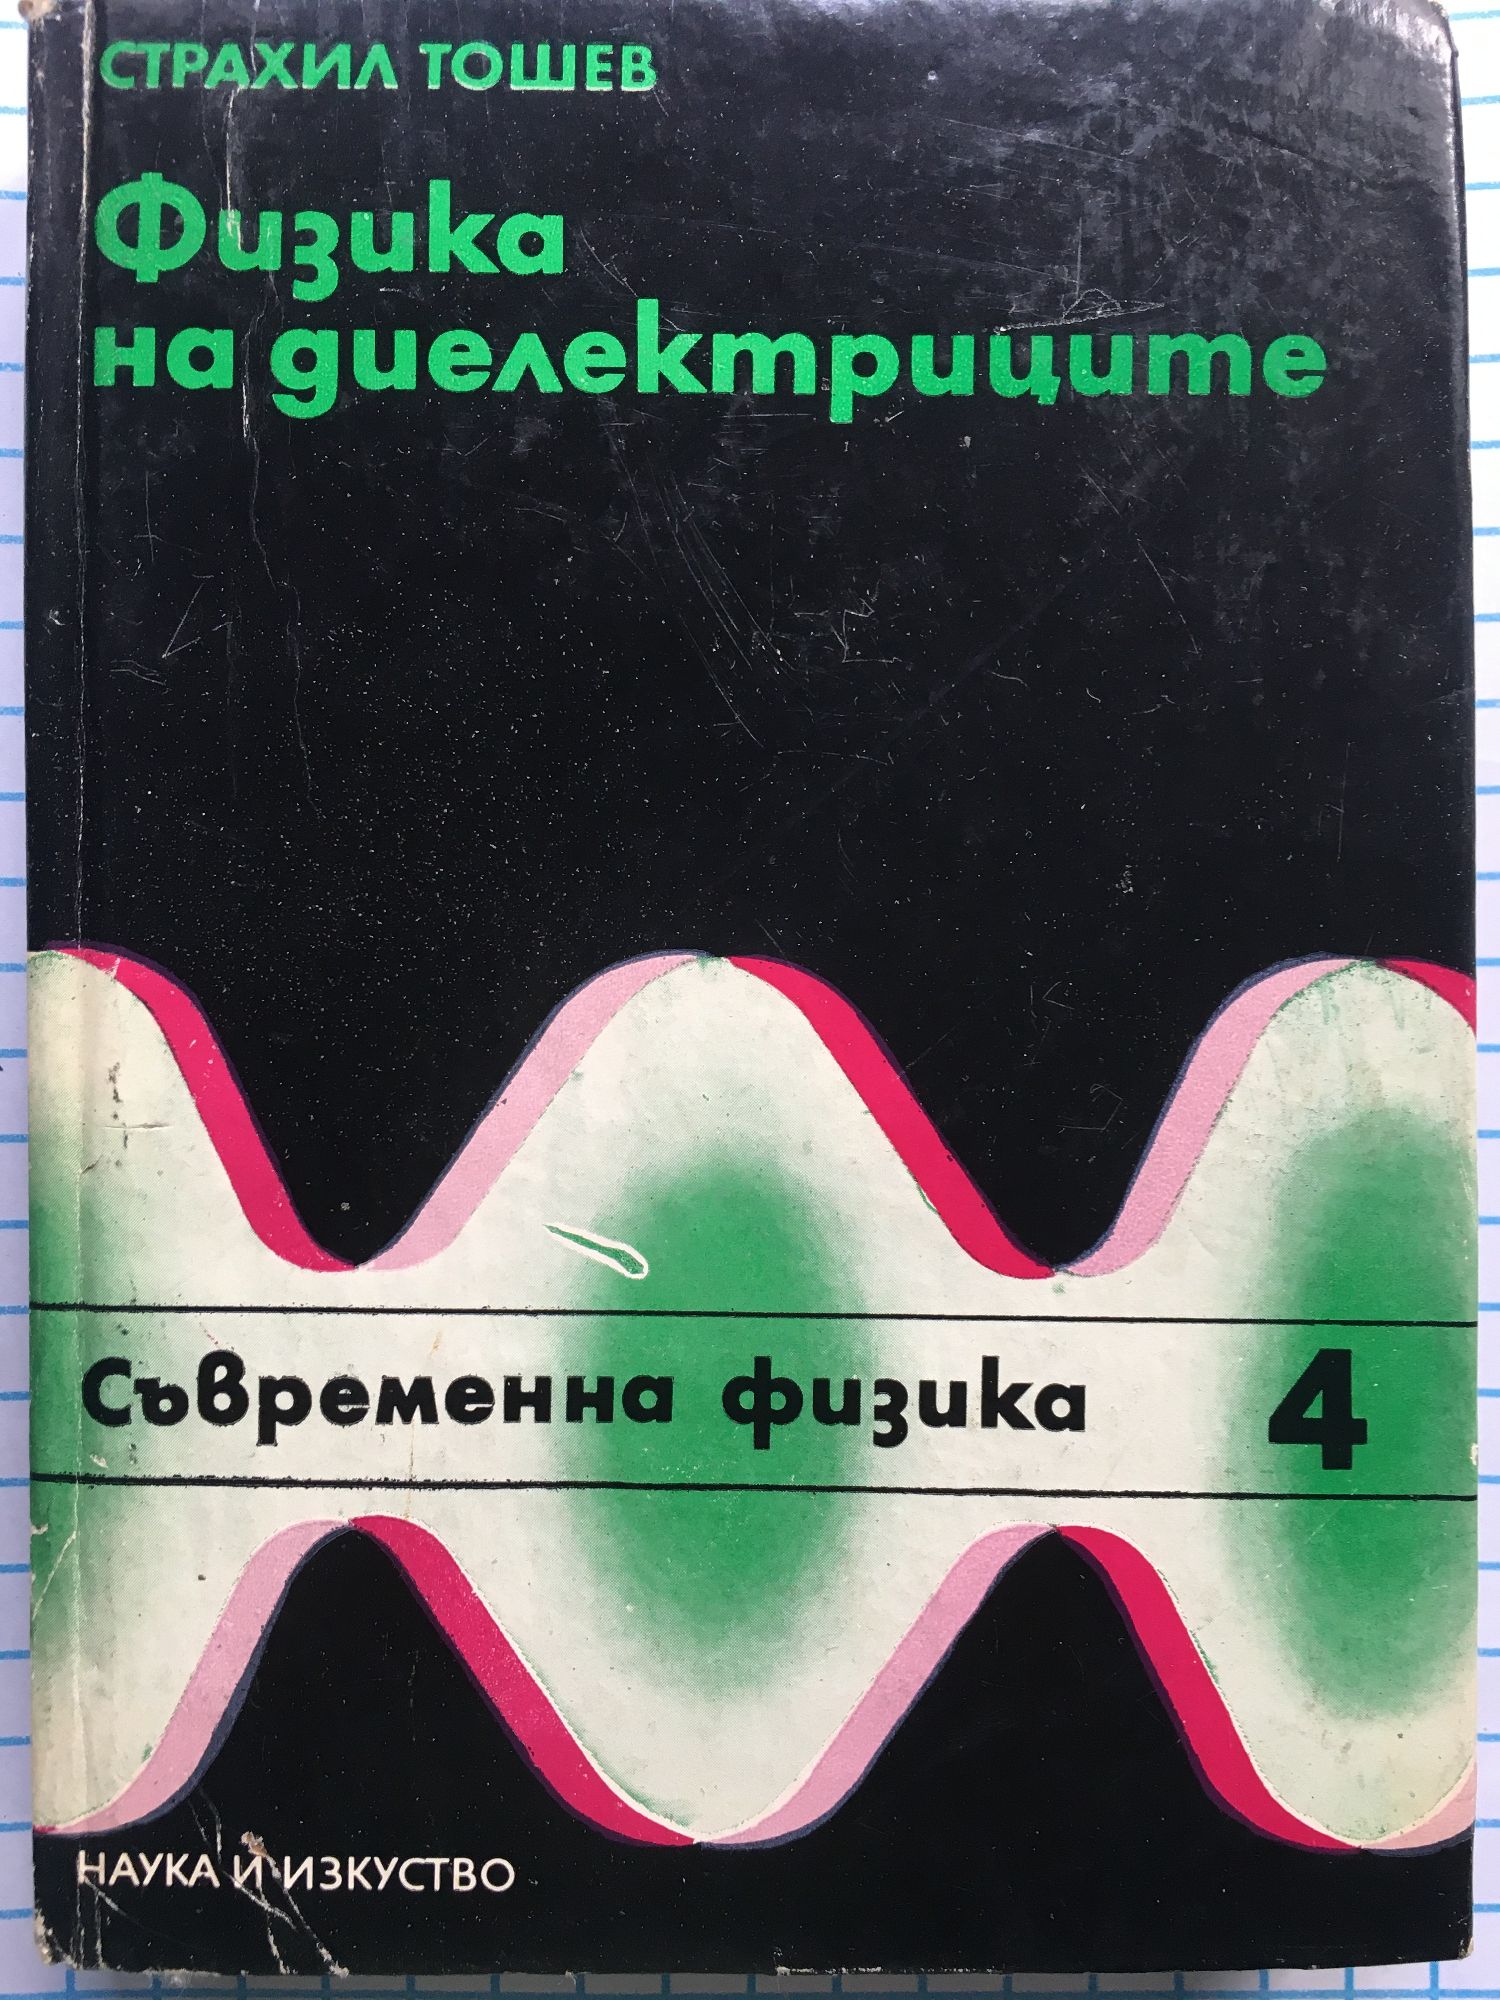 СТРАХИЛ ТОШЕВ
Физика
на диелектриците
Съвременна физика 4
НАУКА И ИЗКУСТВО